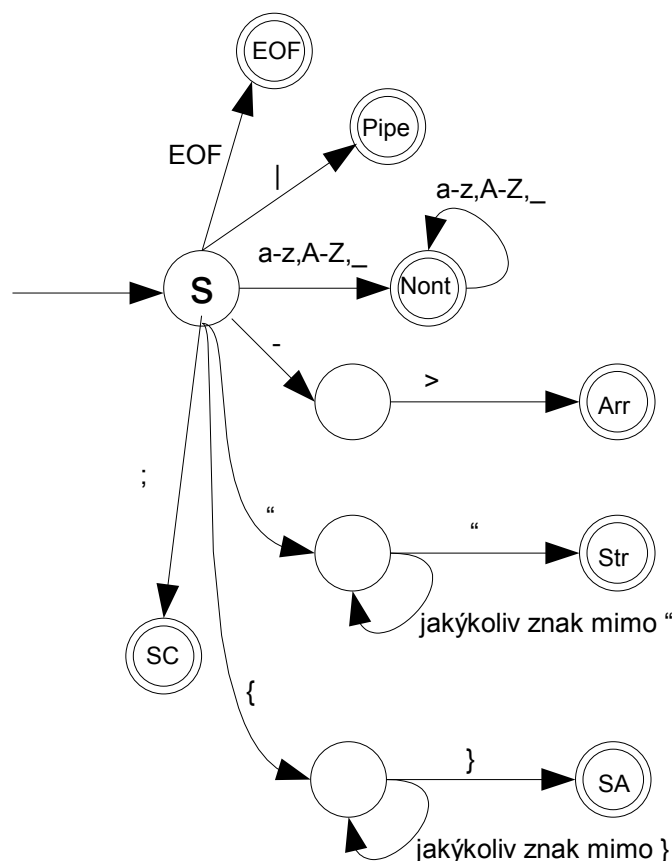 EOF
EOF
Pipe
|
a-z,A-Z,_
a-z,A-Z,_
S
Nont
-
>
Arr
;
“
“
Str
jakýkoliv znak mimo “
SC
{
}
SA
jakýkoliv znak mimo }